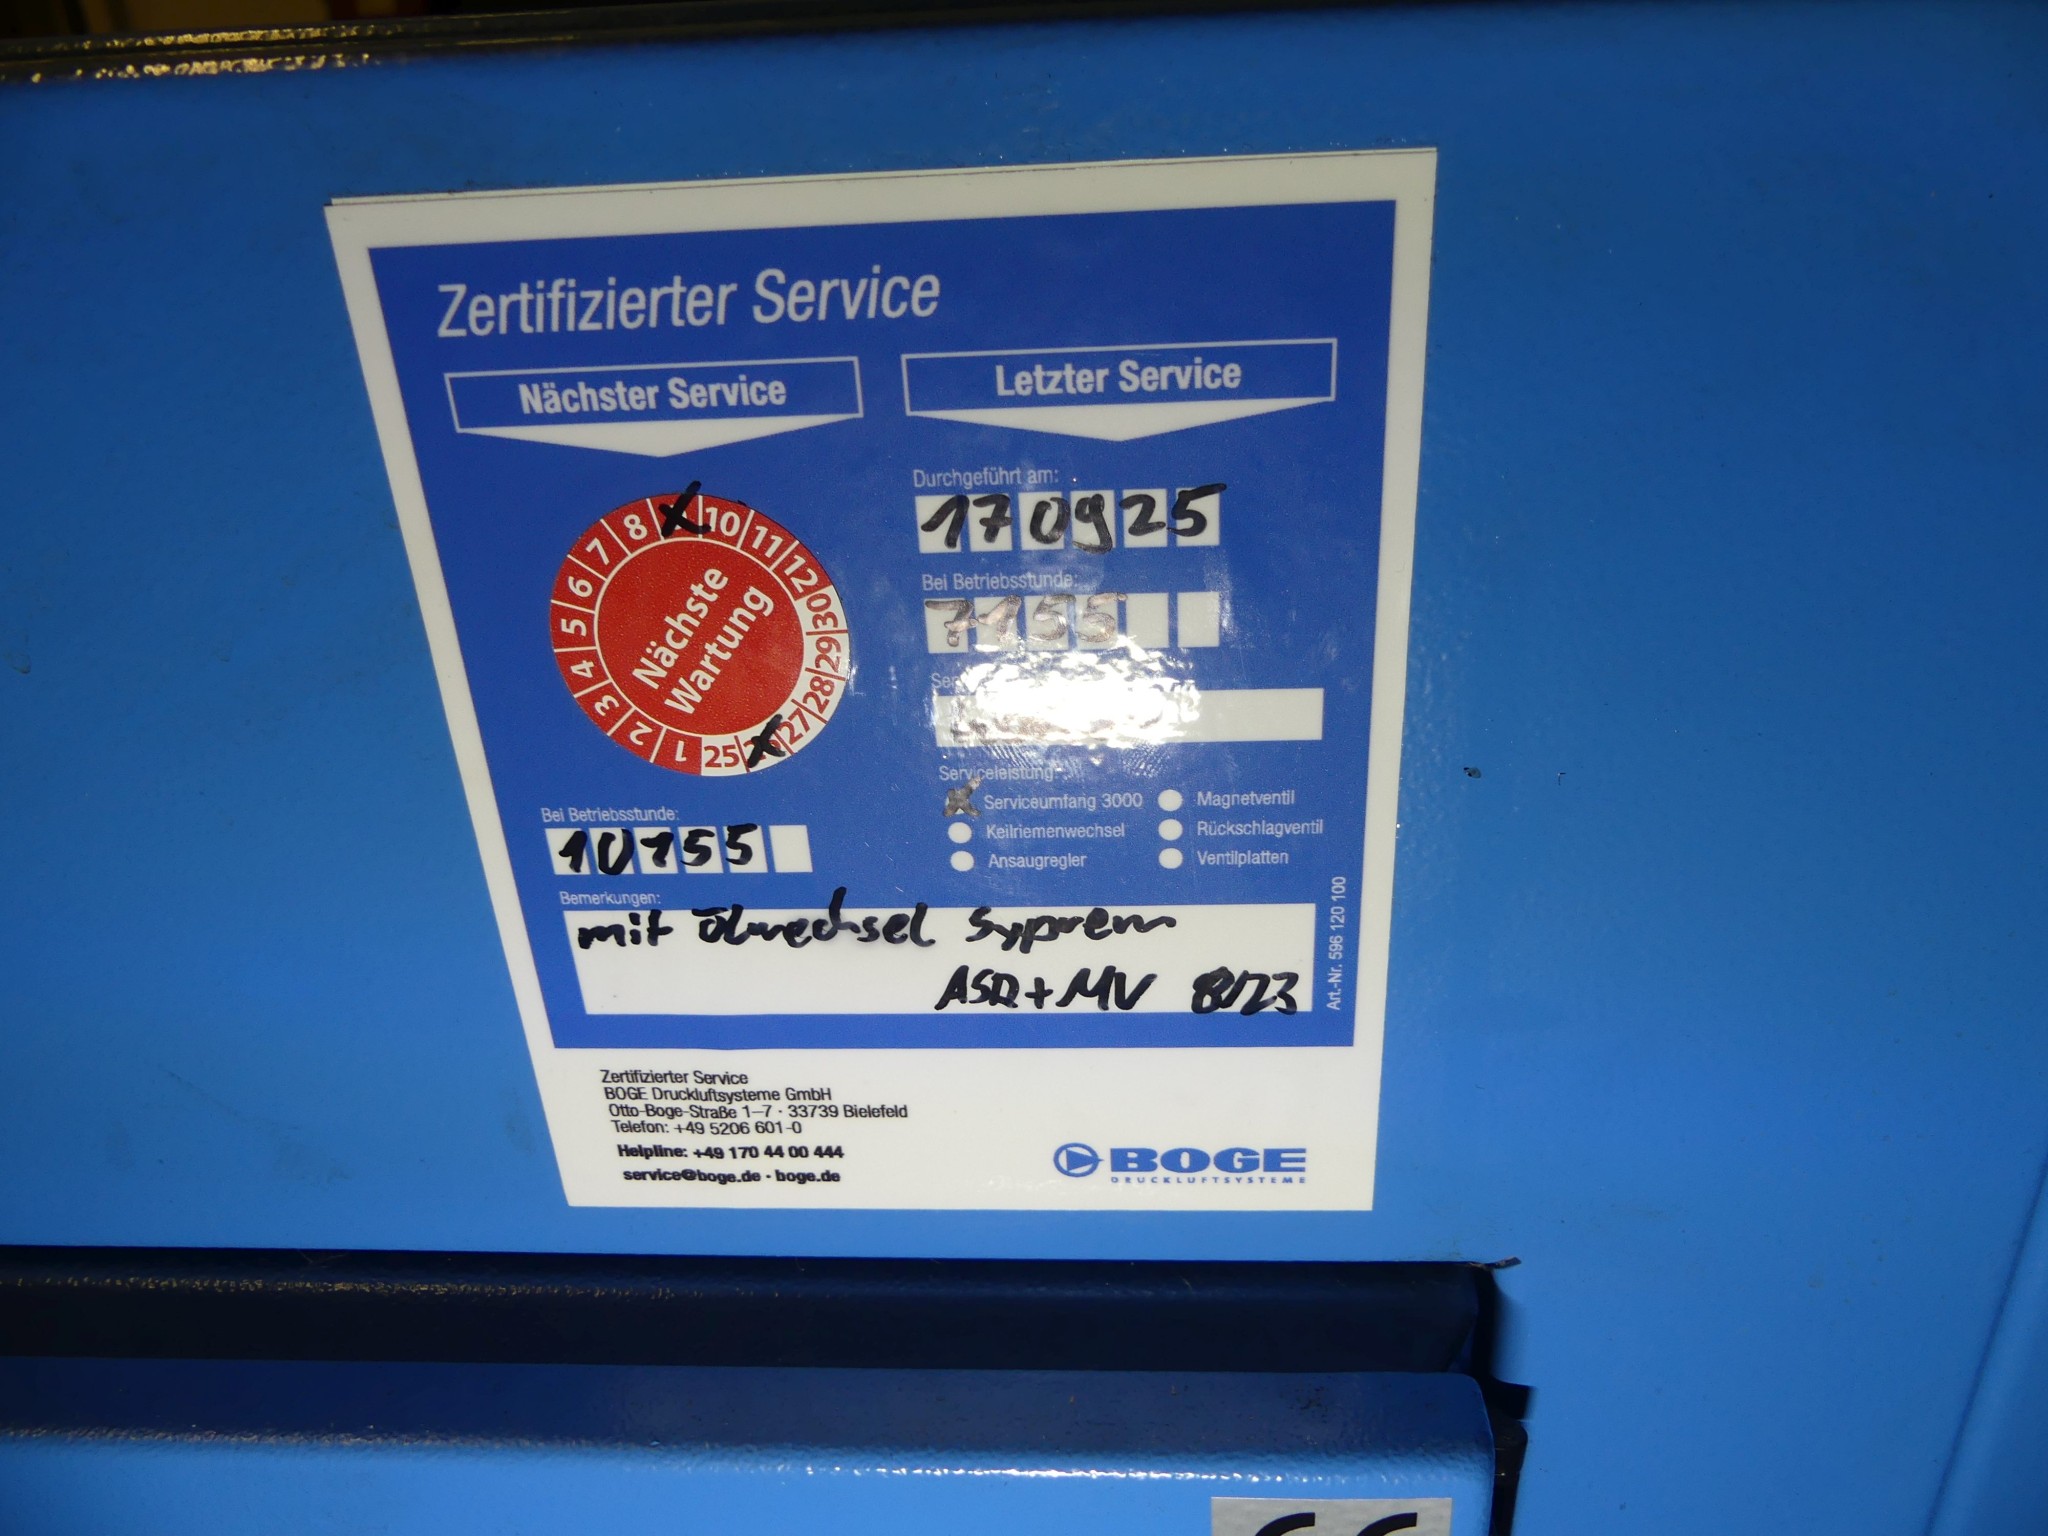 Zertifizierter Service
Nächster Service
8 10 11 12
7
6
5
4
3
2
1 25 27 28 29 30
Nächste
Wartung
Bei Betriebsstunde:
10155
Letzter Service
Durchgeführt am:
170925
Bei Betriebsstunde:
7155
Serviceleistung:
Serviceumfang 3000
Keilriemenwechsel
Ansaugregler
Magnetventil
Rückschlagventil
Ventilplatten
Bemerkungen:
mit Ölwechsel Syprem
ASR+MV 8/23
Art.-Nr. 596 120 100
Zertifizierter Service
BOGE Druckluftsysteme GmbH
Otto-Boge-Straße 1–7 · 33739 Bielefeld
Telefon: +49 5206 601-0
Helpline: +49 170 44 00 444
service@boge.de · boge.de
BOGE
DRUCKLUFTSYSTEME
CE